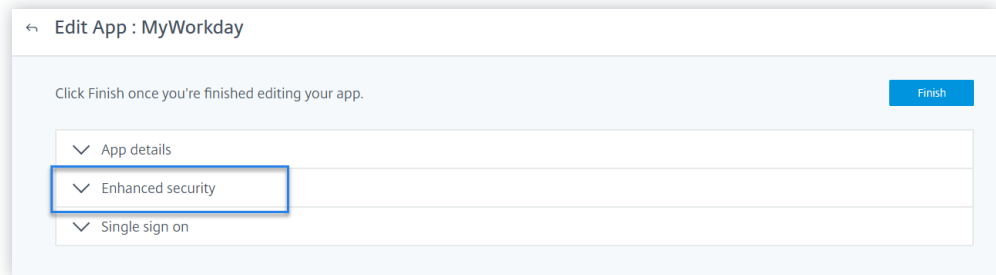 Edit App : MyWorkday
Click Finish once you're finished editing your app.
Finish
App details
Enhanced security
Single sign on